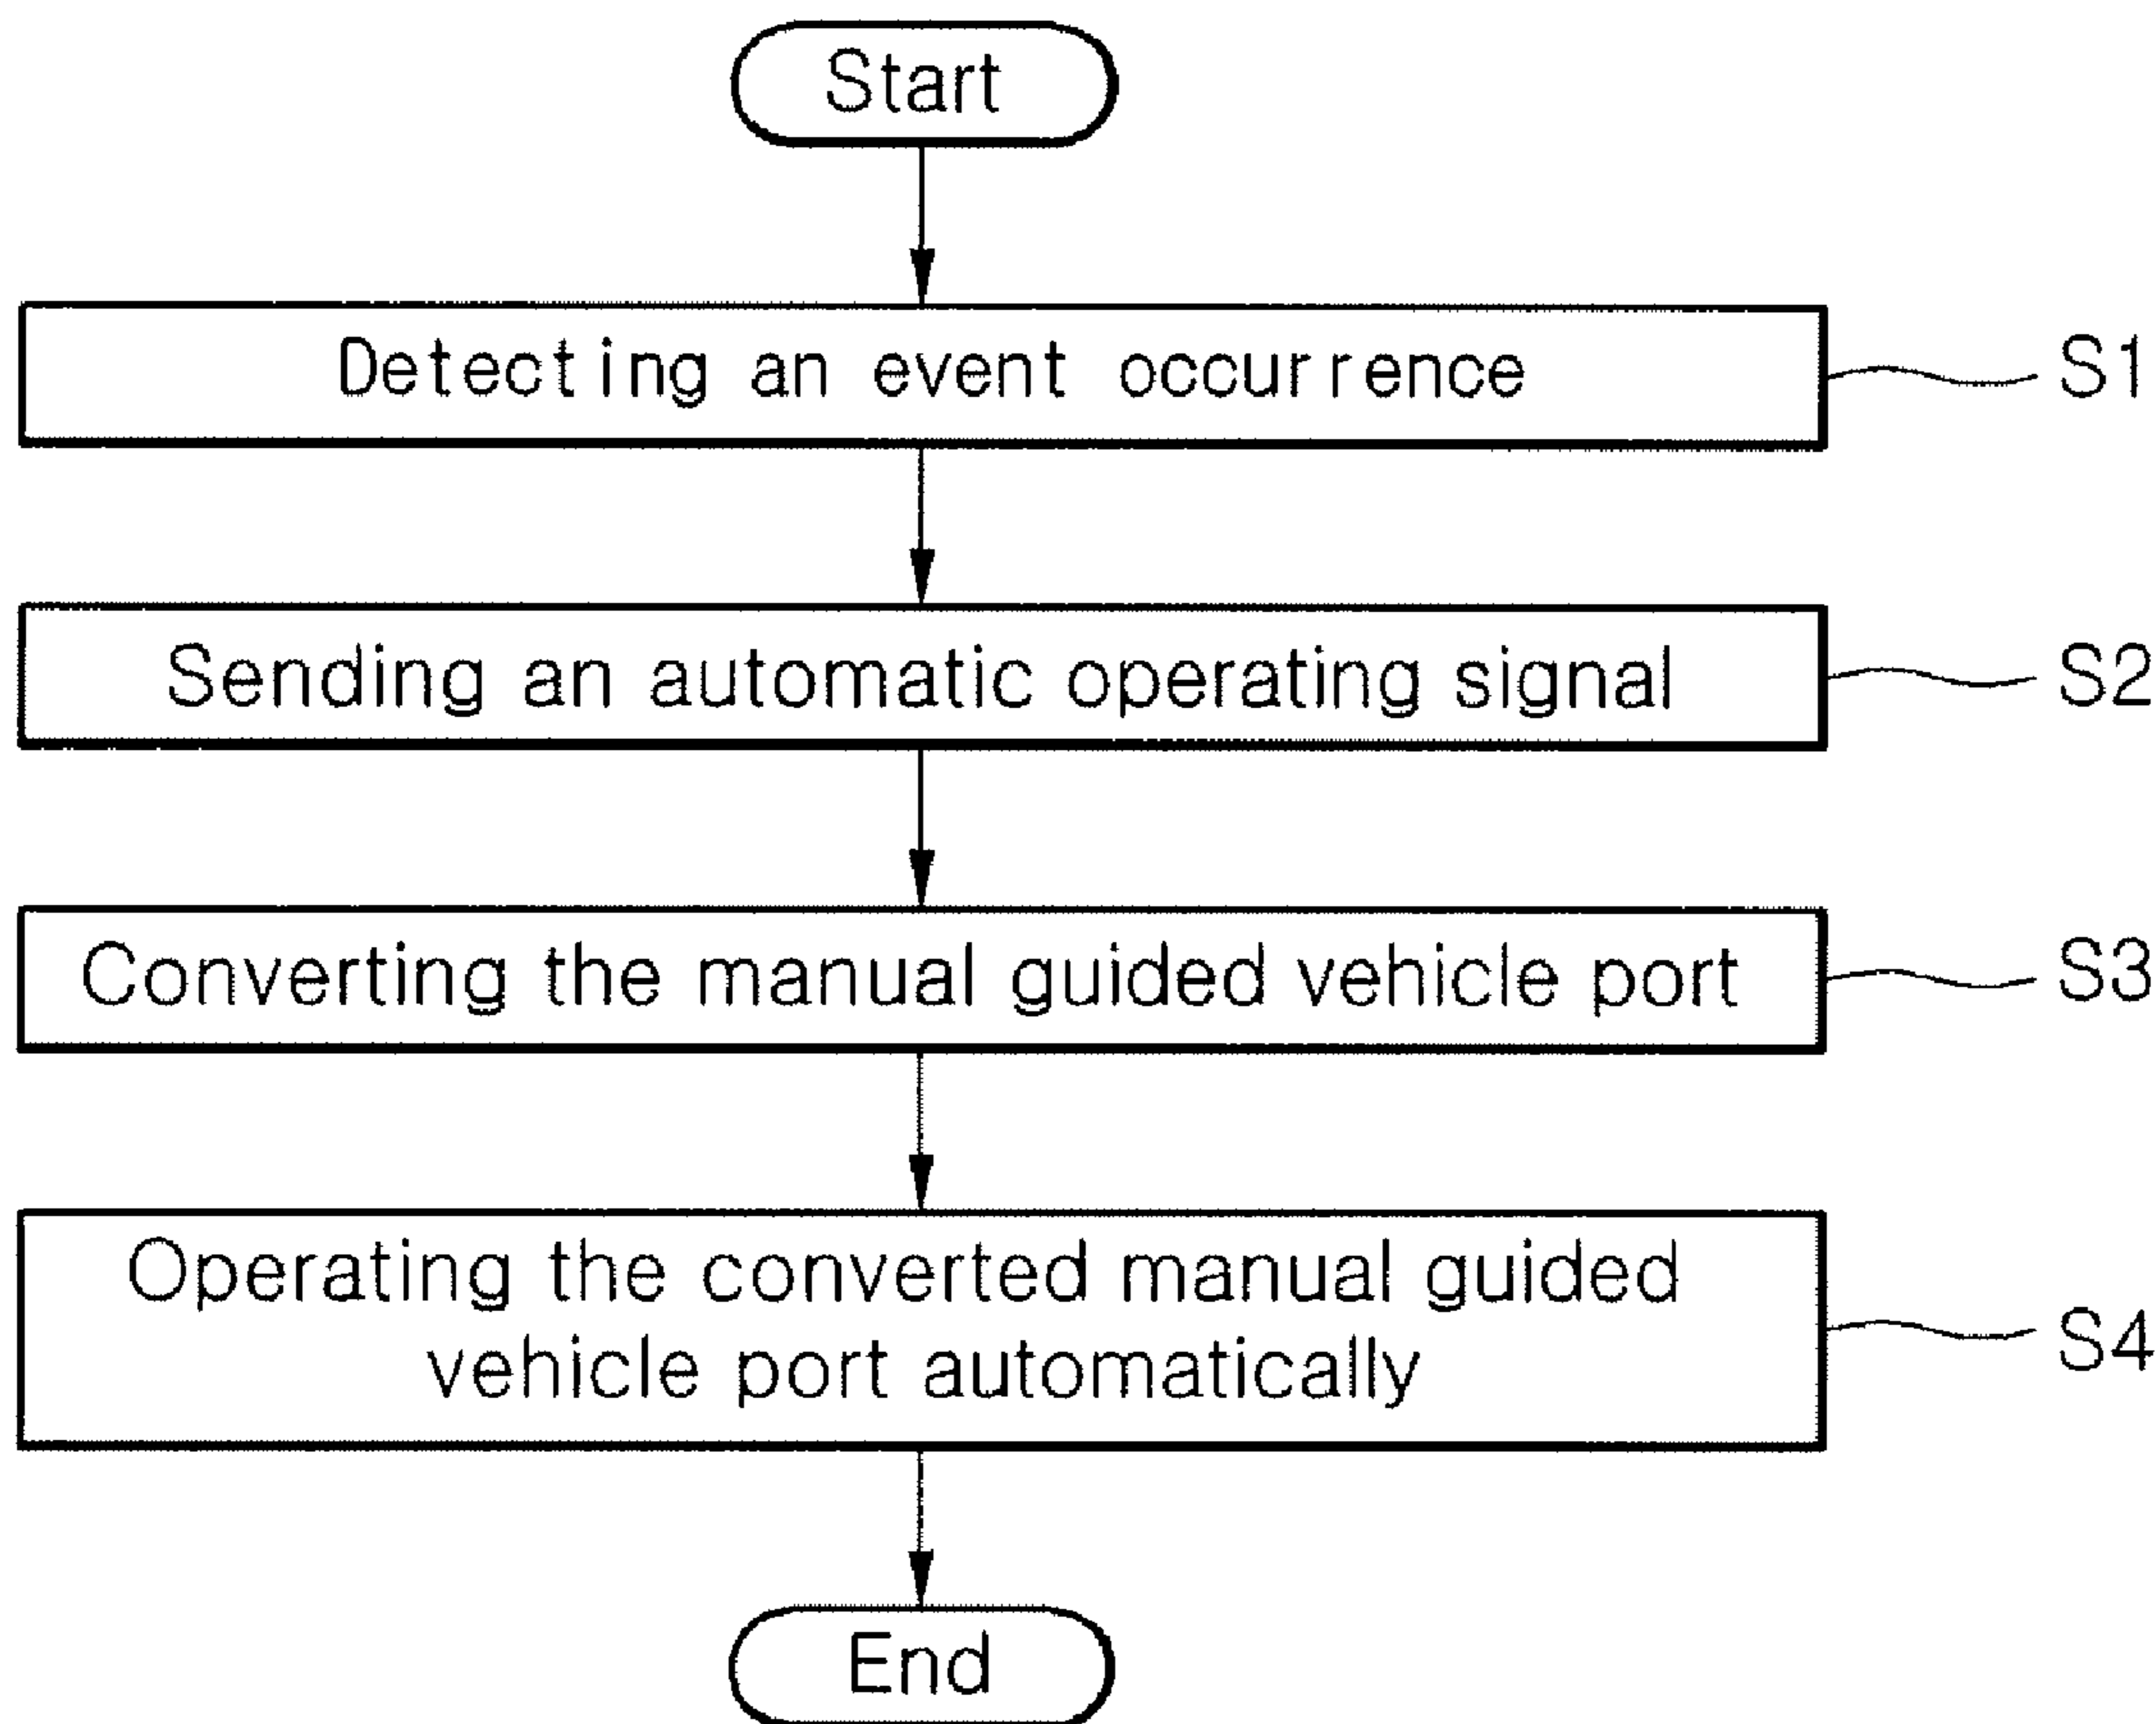 Start
Detecting an event occurrence
S1
Sending an automatic operating signal
S2
Converting the manual guided vehicle port
S3
Operating the converted manual guided
vehicle port automatically
S4
End